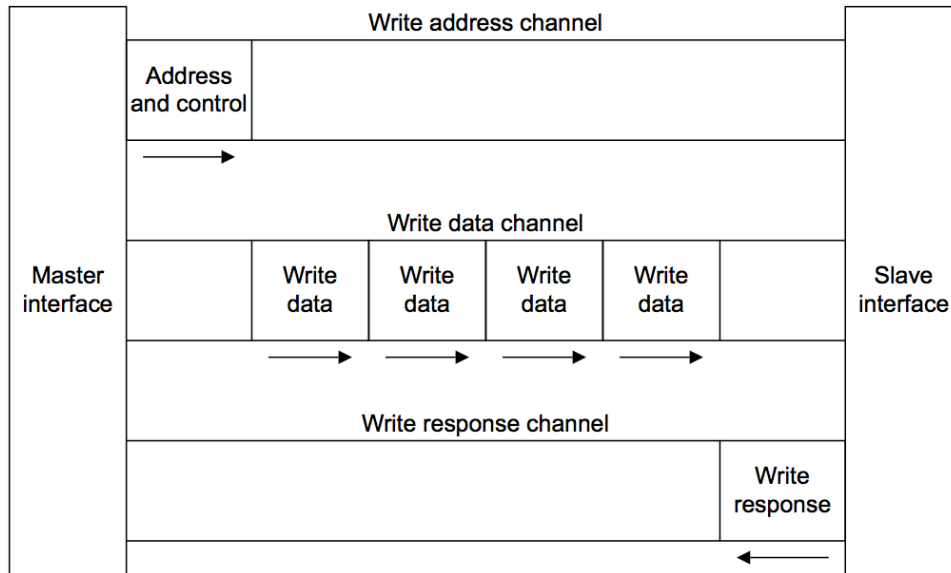 Write address channel
Address
and control
Write data channel
Master
interface
Write
data
Write
data
Write
data
Write
data
Slave
interface
Write response channel
Write
response